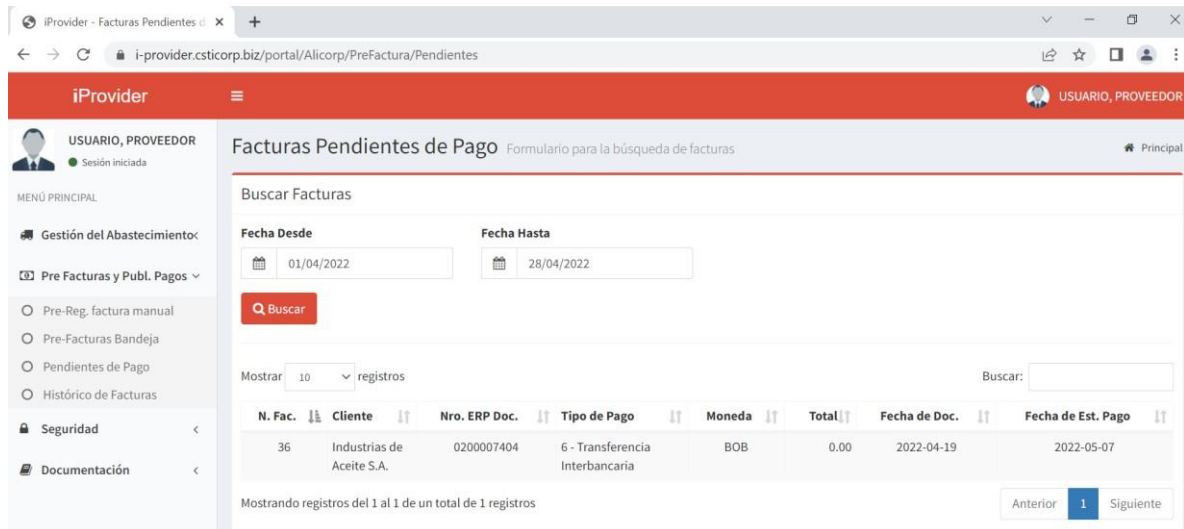 iProvider - Facturas Pendientes d
i-provider.csticorp.biz/portal/Alicorp/PreFactura/Pendientes
iProvider
USUARIO, PROVEEDOR
USUARIO, PROVEEDOR
Sesión iniciada
Facturas Pendientes de Pago Formulario para la búsqueda de facturas
Principal
MENÚ PRINCIPAL
Gestión del Abastecimiento
Pre Facturas y Publ. Pagos
Pre-Reg. factura manual
Pre-Facturas Bandeja
Pendientes de Pago
Histórico de Facturas
Seguridad
Documentación
Buscar Facturas
Fecha Desde Fecha Hasta
01/04/2022 28/04/2022
Buscar
Mostrar 10 registros Buscar:
N. Fac. Cliente Nro. ERP Doc. Tipo de Pago Moneda Total Fecha de Doc. Fecha de Est. Pago
36 Industrias de 0200007404 6 - Transferencia BOB 0.00 2022-04-19 2022-05-07
Aceite S.A. Interbancaria
Mostrando registros del 1 al 1 de un total de 1 registros
Anterior 1 Siguiente